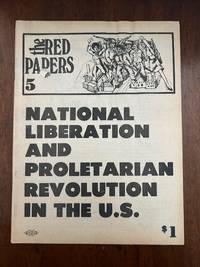 the RED
PAPERS
5
NATIONAL
LIBERATION
AND
PROLETARIAN
REVOLUTION
IN THE U.S.
$1